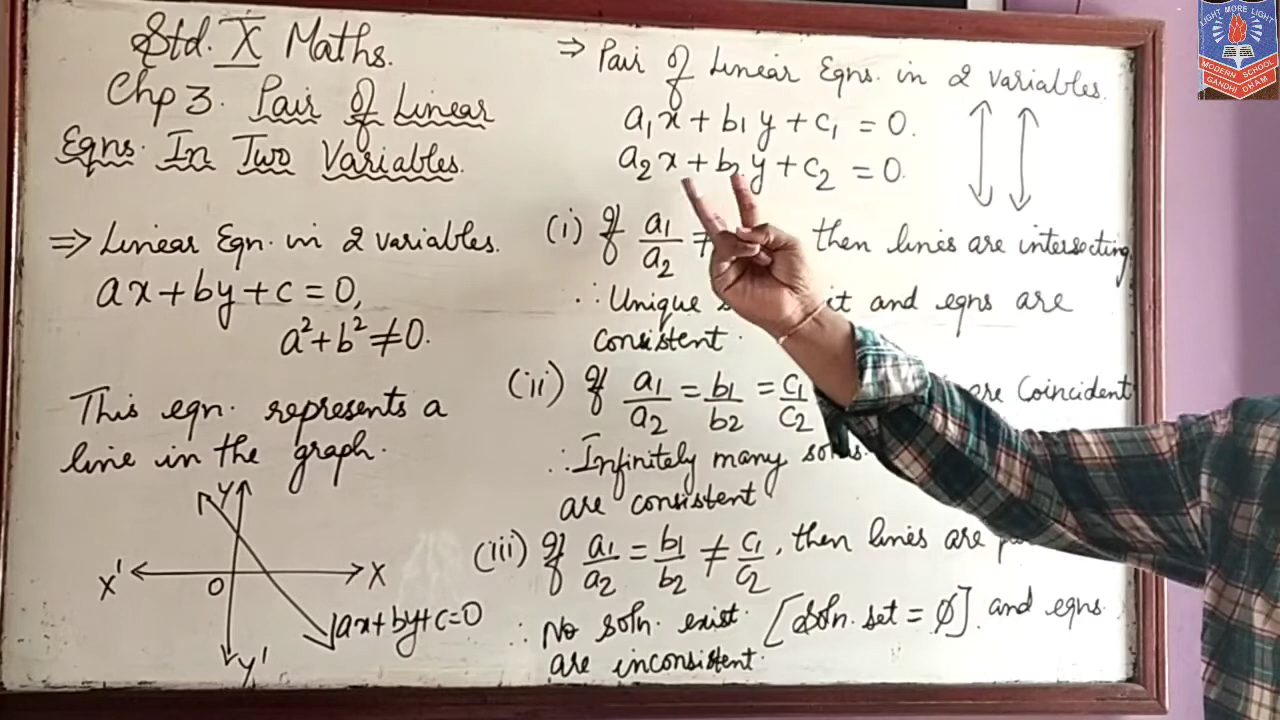 Std. X Maths.
Chp 3. Pair of Linear
Eqns. In Two Variables.
⇒ Linear Eqn. in 2 variables.
ax+by+c=0,
a²+b²≠0.
This eqn. represents a
line in the graph.
Y
X' O X
ax+by+c=0
Y'
⇒ Pair of Linear Eqns. in 2 variables.
a₁x + b₁y + c₁ = 0.
a₂x + b₂y + c₂ = 0.
(i) If a₁/a₂ ≠ then lines are intersecting
∴ Unique and eqns are
consistent.
(ii) If a₁/a₂ = b₁/b₂ = c₁/c₂ are Coincident
∴ Infinitely many solns.
are consistent
(iii) If a₁/a₂ = b₁/b₂ ≠ c₁/c₂, then lines are
∴ No soln. exist. [Soln. set = ∅] and eqns.
are inconsistent.
LIGHT MORE LIGHT
MODERN SCHOOL
GANDHIDHAM